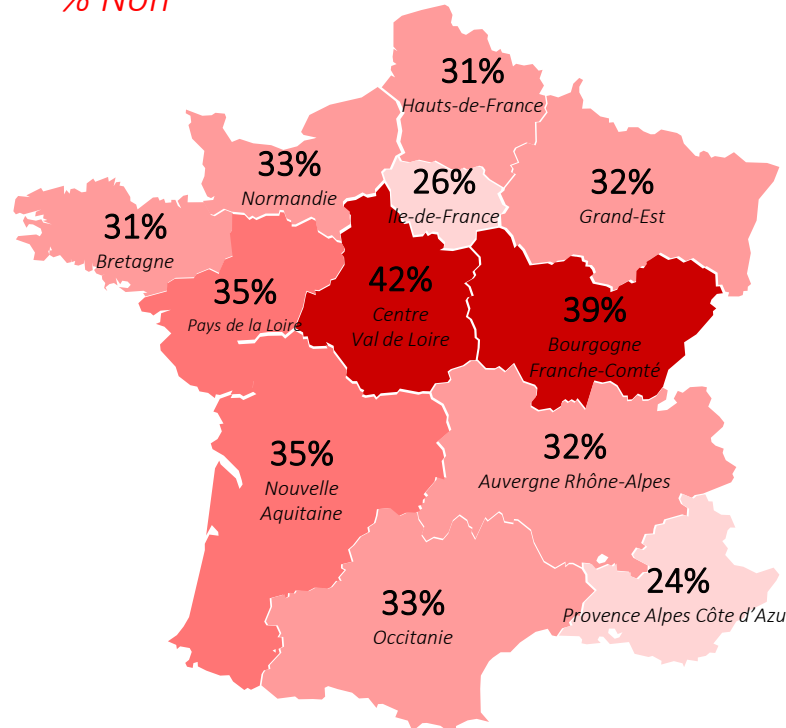 % Non
31%
Hauts-de-France
33%
Normandie
26%
Ile-de-France
32%
Grand-Est
31%
Bretagne
35%
Pays de la Loire
42%
Centre
Val de Loire
39%
Bourgogne
Franche-Comté
35%
Nouvelle
Aquitaine
32%
Auvergne Rhône-Alpes
33%
Occitanie
24%
Provence Alpes Côte d’Azu